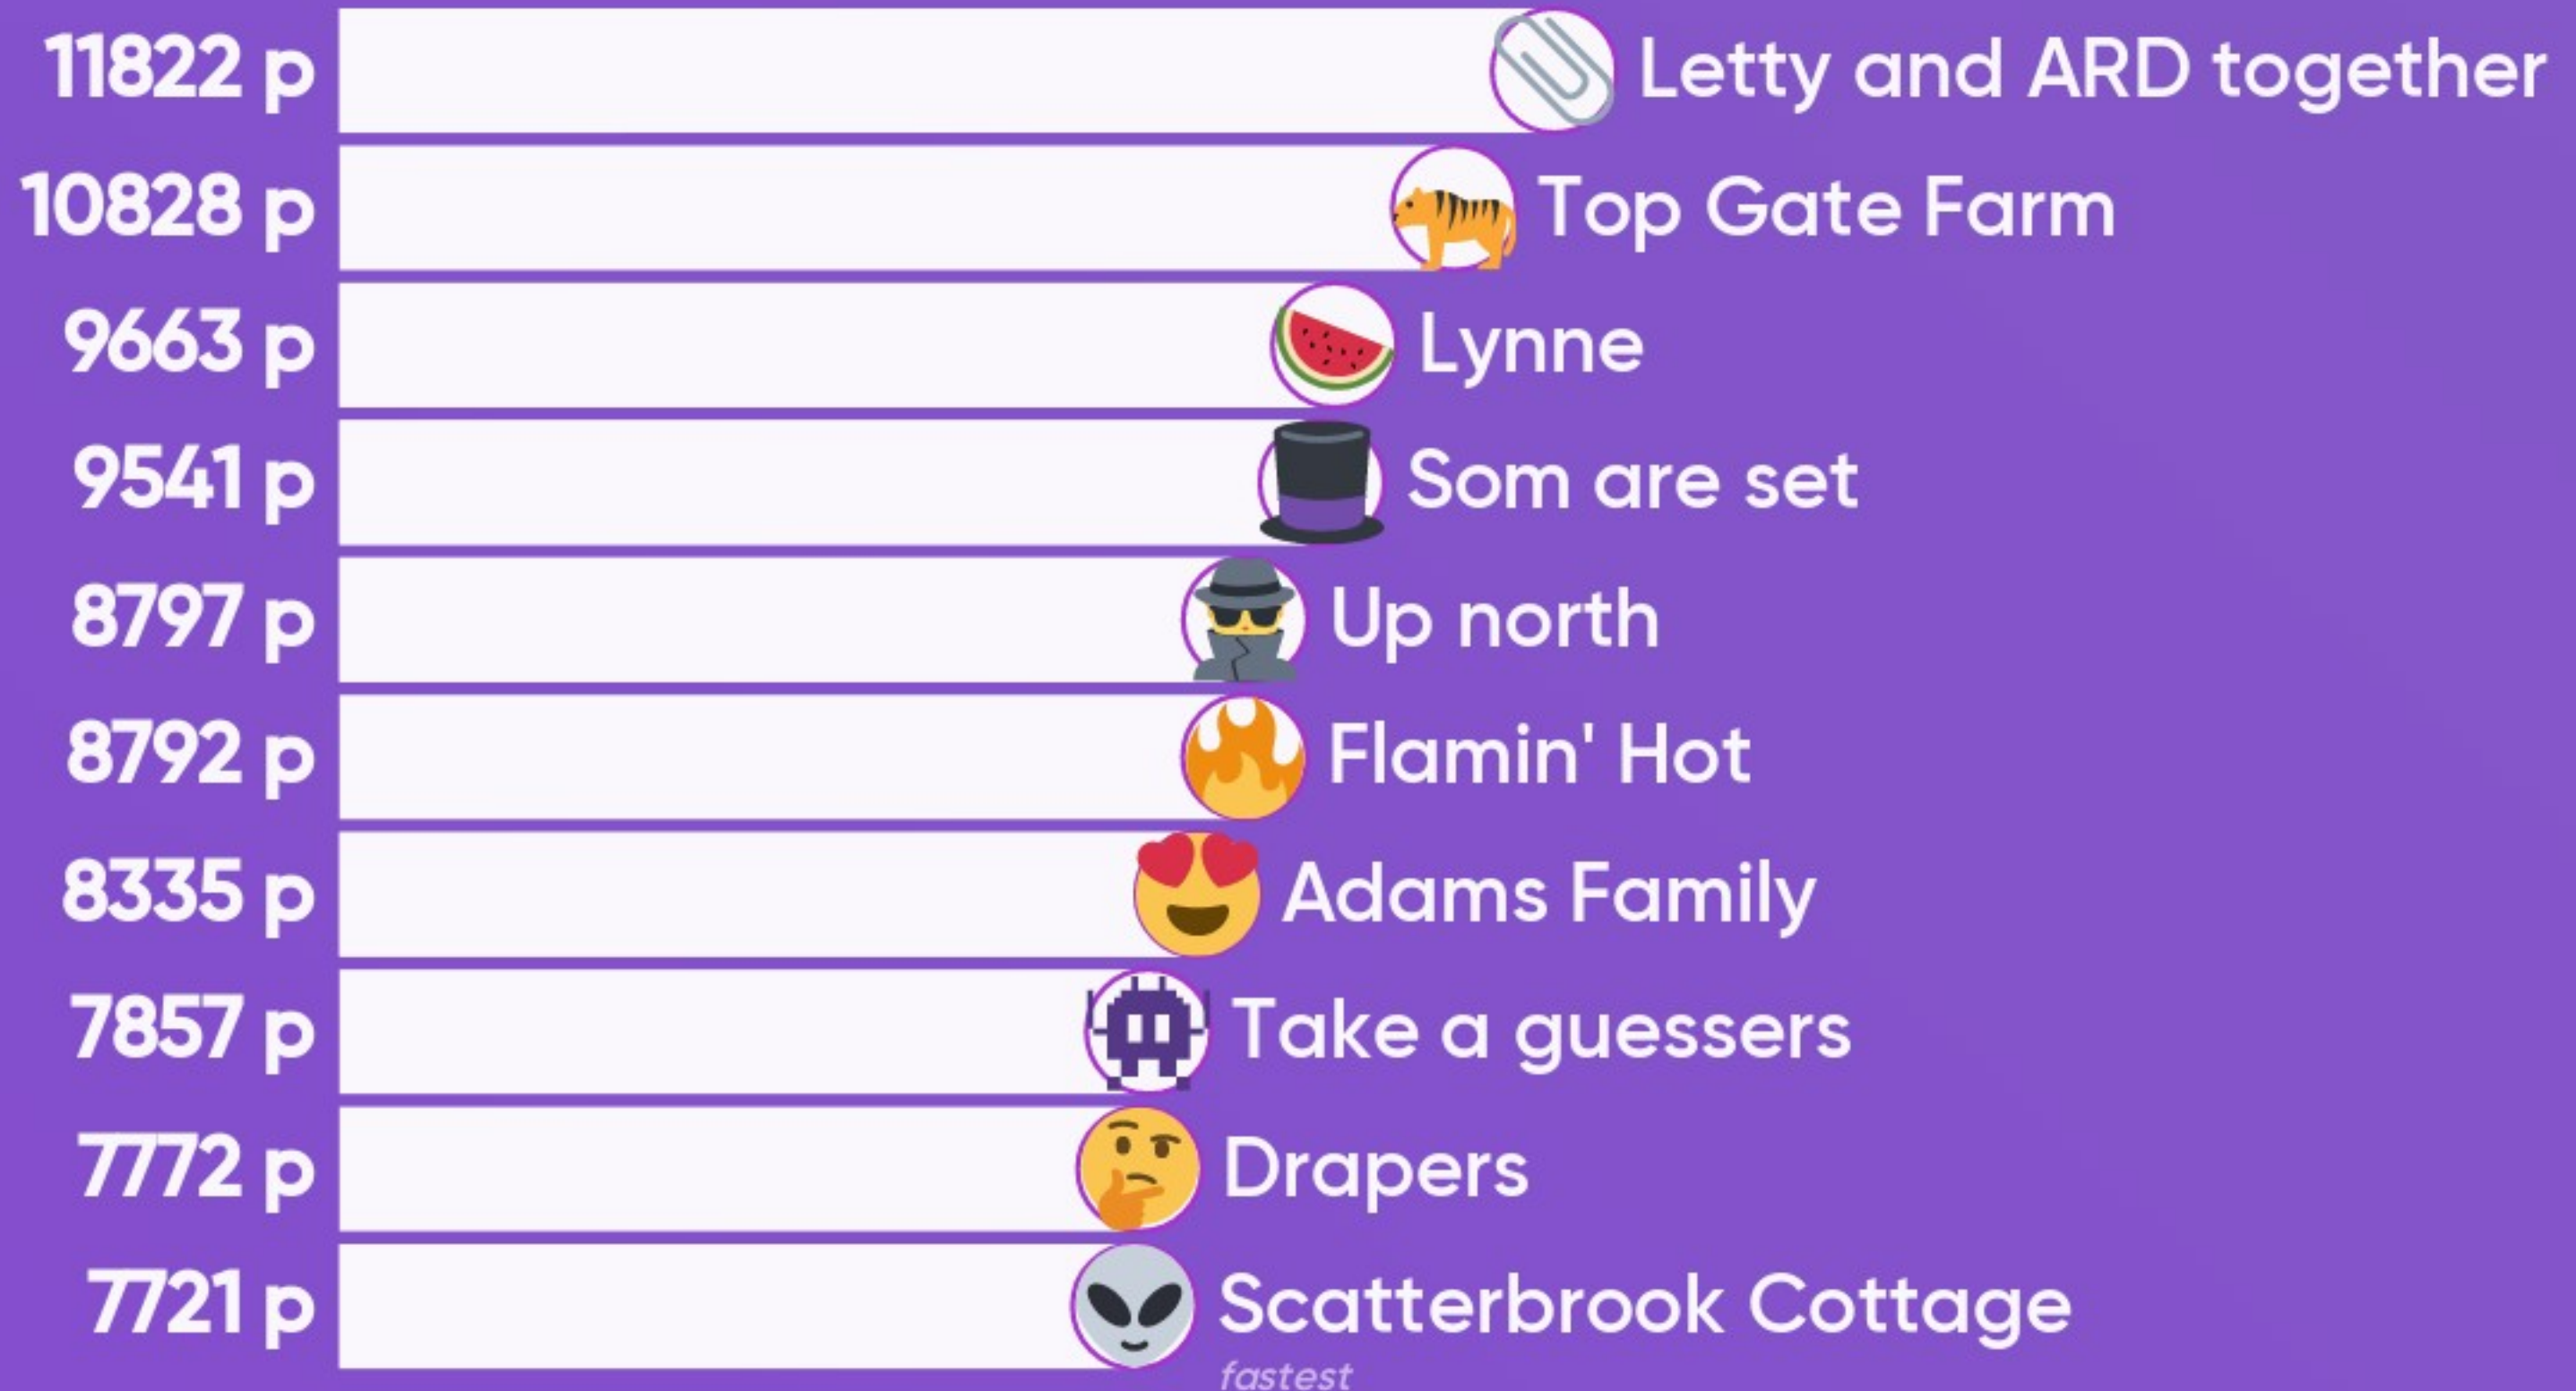 11822 p Letty and ARD together
10828 p Top Gate Farm
9663 p Lynne
9541 p Som are set
8797 p Up north
8792 p Flamin' Hot
8335 p Adams Family
7857 p Take a guessers
7772 p Drapers
7721 p Scatterbrook Cottage
fastest